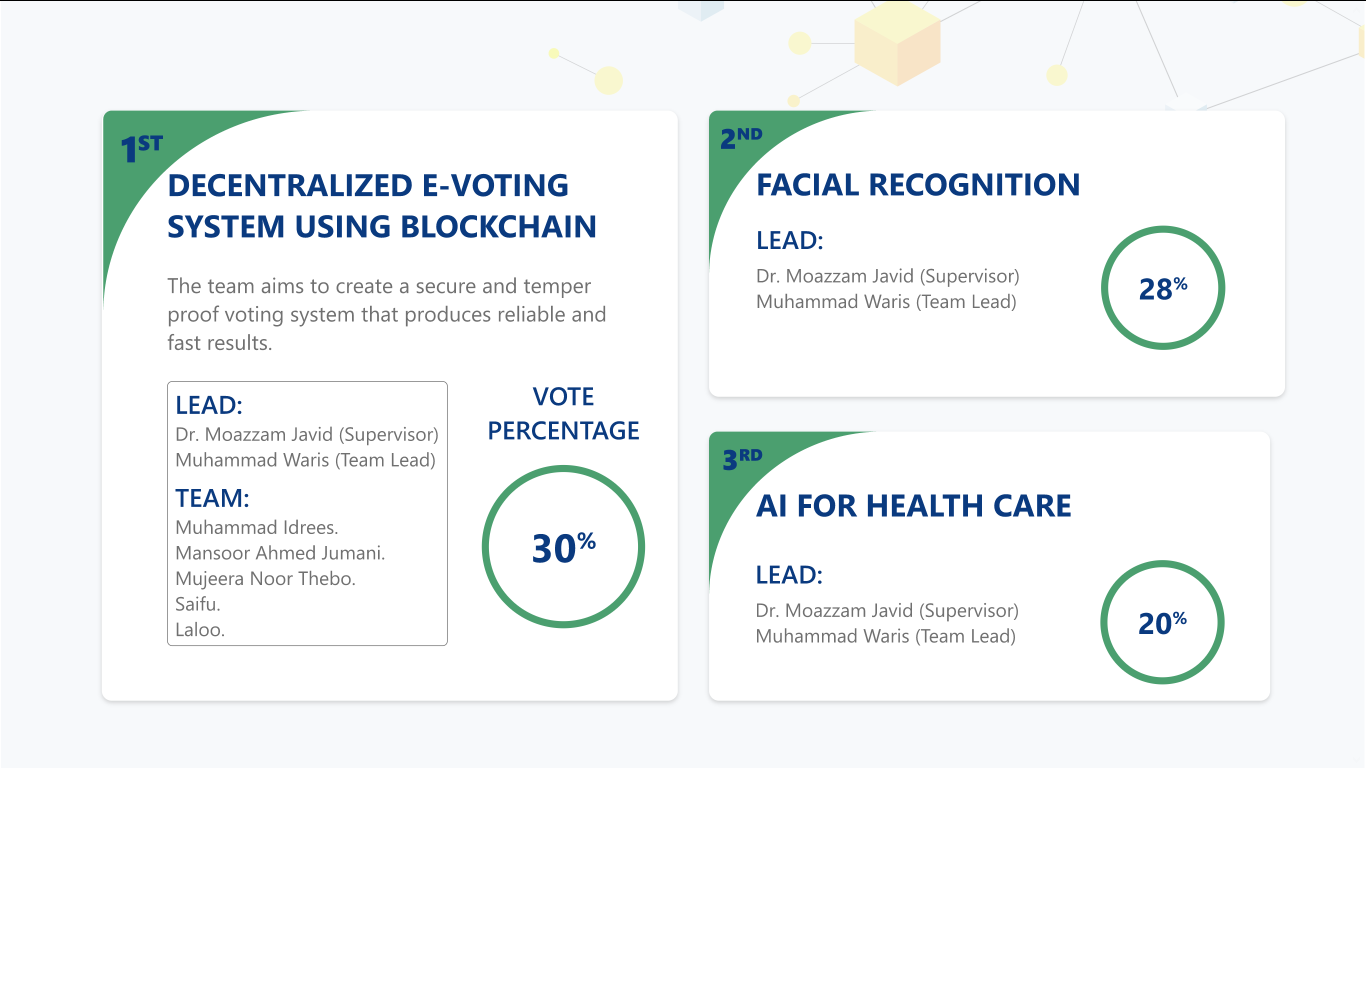 1ST
DECENTRALIZED E-VOTING
SYSTEM USING BLOCKCHAIN
The team aims to create a secure and temper
proof voting system that produces reliable and
fast results.
LEAD:
Dr. Moazzam Javid (Supervisor)
Muhammad Waris (Team Lead)
TEAM:
Muhammad Idrees.
Mansoor Ahmed Jumani.
Mujeera Noor Thebo.
Saifu.
Laloo.
VOTE
PERCENTAGE
30%
2ND
FACIAL RECOGNITION
LEAD:
Dr. Moazzam Javid (Supervisor)
Muhammad Waris (Team Lead)
28%
3RD
AI FOR HEALTH CARE
LEAD:
Dr. Moazzam Javid (Supervisor)
Muhammad Waris (Team Lead)
20%